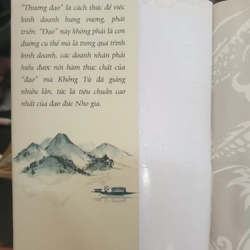 "Thương đạo" là cách thức để việc
kinh doanh hưng vượng, phát
triển. "Đạo" này không phải là con
đường cụ thể mà là trong quá trình
kinh doanh, các doanh nhân phát
hiểu được nội hàm thực chất của
"đạo" mà Khổng Tử đã giảng
nhiều lần, tức là tiêu chuẩn cao
nhất của đạo đức Nho gia.